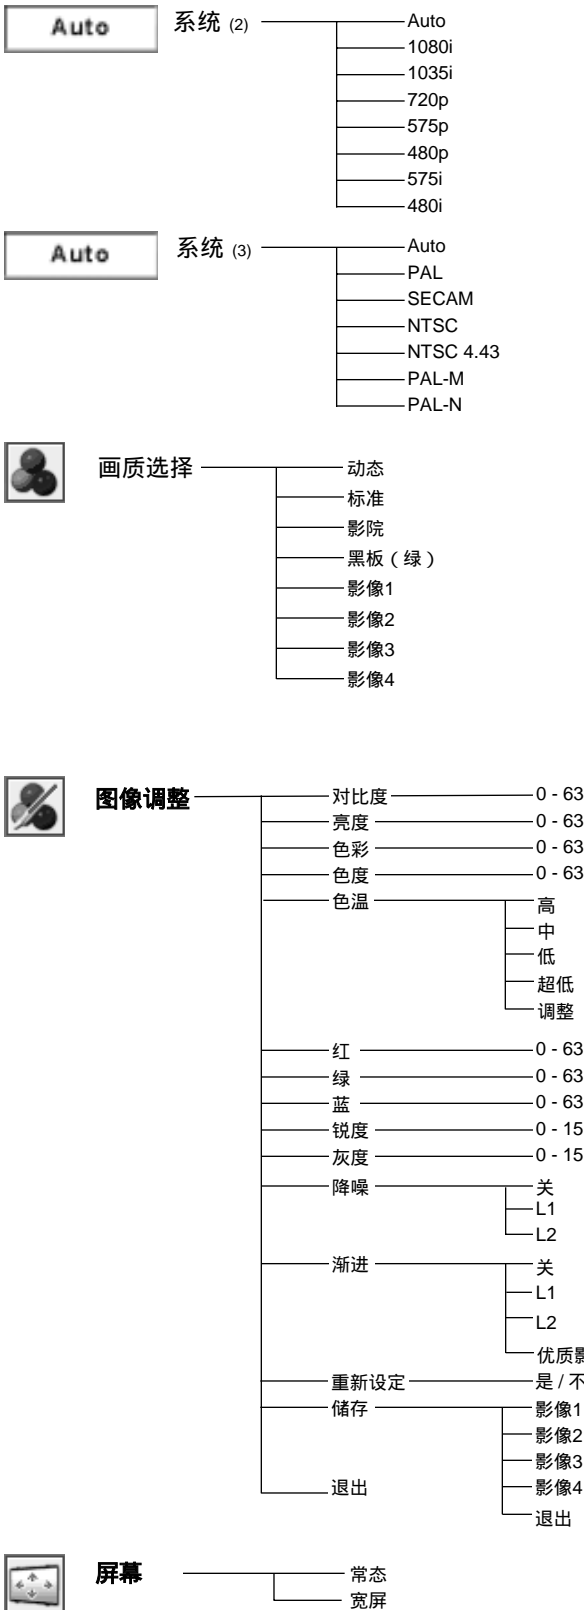 Auto 系统 (2) Auto
1080i
1035i
720p
575p
480p
575i
480i
Auto 系统 (3) Auto
PAL
SECAM
NTSC
NTSC 4.43
PAL-M
PAL-N
画质选择 动态
标准
影院
黑板（绿）
影像1
影像2
影像3
影像4
图像调整 对比度 0 - 63
亮度 0 - 63
色彩 0 - 63
色度 0 - 63
色温 高
中
低
超低
调整
红 0 - 63
绿 0 - 63
蓝 0 - 63
锐度 0 - 15
灰度 0 - 15
降噪 关
L1
L2
渐进 关
L1
L2
优质
重新设定 是 / 不
储存 影像1
影像2
影像3
影像4
退出 退出
屏幕 常态
宽屏